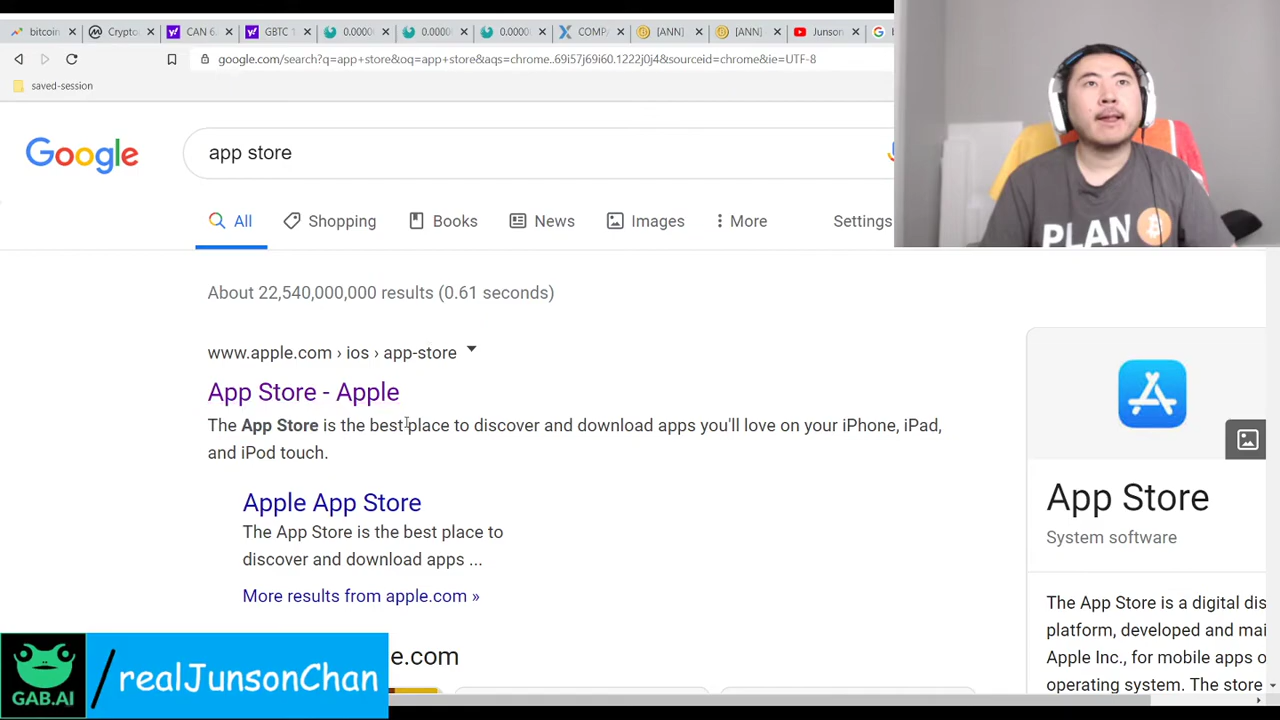 bitcoin
Crypto
CAN 6.
GBTC 1
0.0000
0.0000
0.0000
COMP
[ANN]
[ANN]
Junson
b
google.com/search?q=app+store&oq=app+store&aqs=chrome..69i57j69i60.1222j0j4&sourceid=chrome&ie=UTF-8
saved-session
Google
app store
All
Shopping
Books
News
Images
More
Settings
PLAN
About 22,540,000,000 results (0.61 seconds)
www.apple.com › ios › app-store
App Store - Apple
The App Store is the best place to discover and download apps you'll love on your iPhone, iPad,
and iPod touch.
Apple App Store
The App Store is the best place to
discover and download apps ...
More results from apple.com »
e.com
App Store
System software
The App Store is a digital dis
platform, developed and mai
Apple Inc., for mobile apps o
operating system. The store
GAB.AI
/realJunsonChan